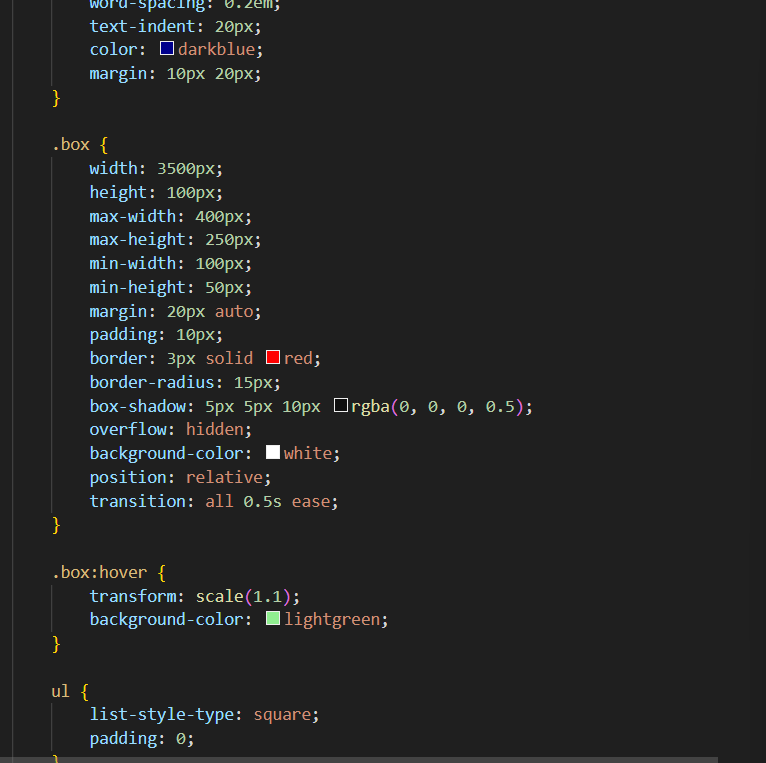 word-spacing: 0.2em;
text-indent: 20px;
color: darkblue;
margin: 10px 20px;
}
.box {
width: 3500px;
height: 100px;
max-width: 400px;
max-height: 250px;
min-width: 100px;
min-height: 50px;
margin: 20px auto;
padding: 10px;
border: 3px solid red;
border-radius: 15px;
box-shadow: 5px 5px 10px rgba(0, 0, 0, 0.5);
overflow: hidden;
background-color: white;
position: relative;
transition: all 0.5s ease;
}
.box:hover {
transform: scale(1.1);
background-color: lightgreen;
}
ul {
list-style-type: square;
padding: 0;
}